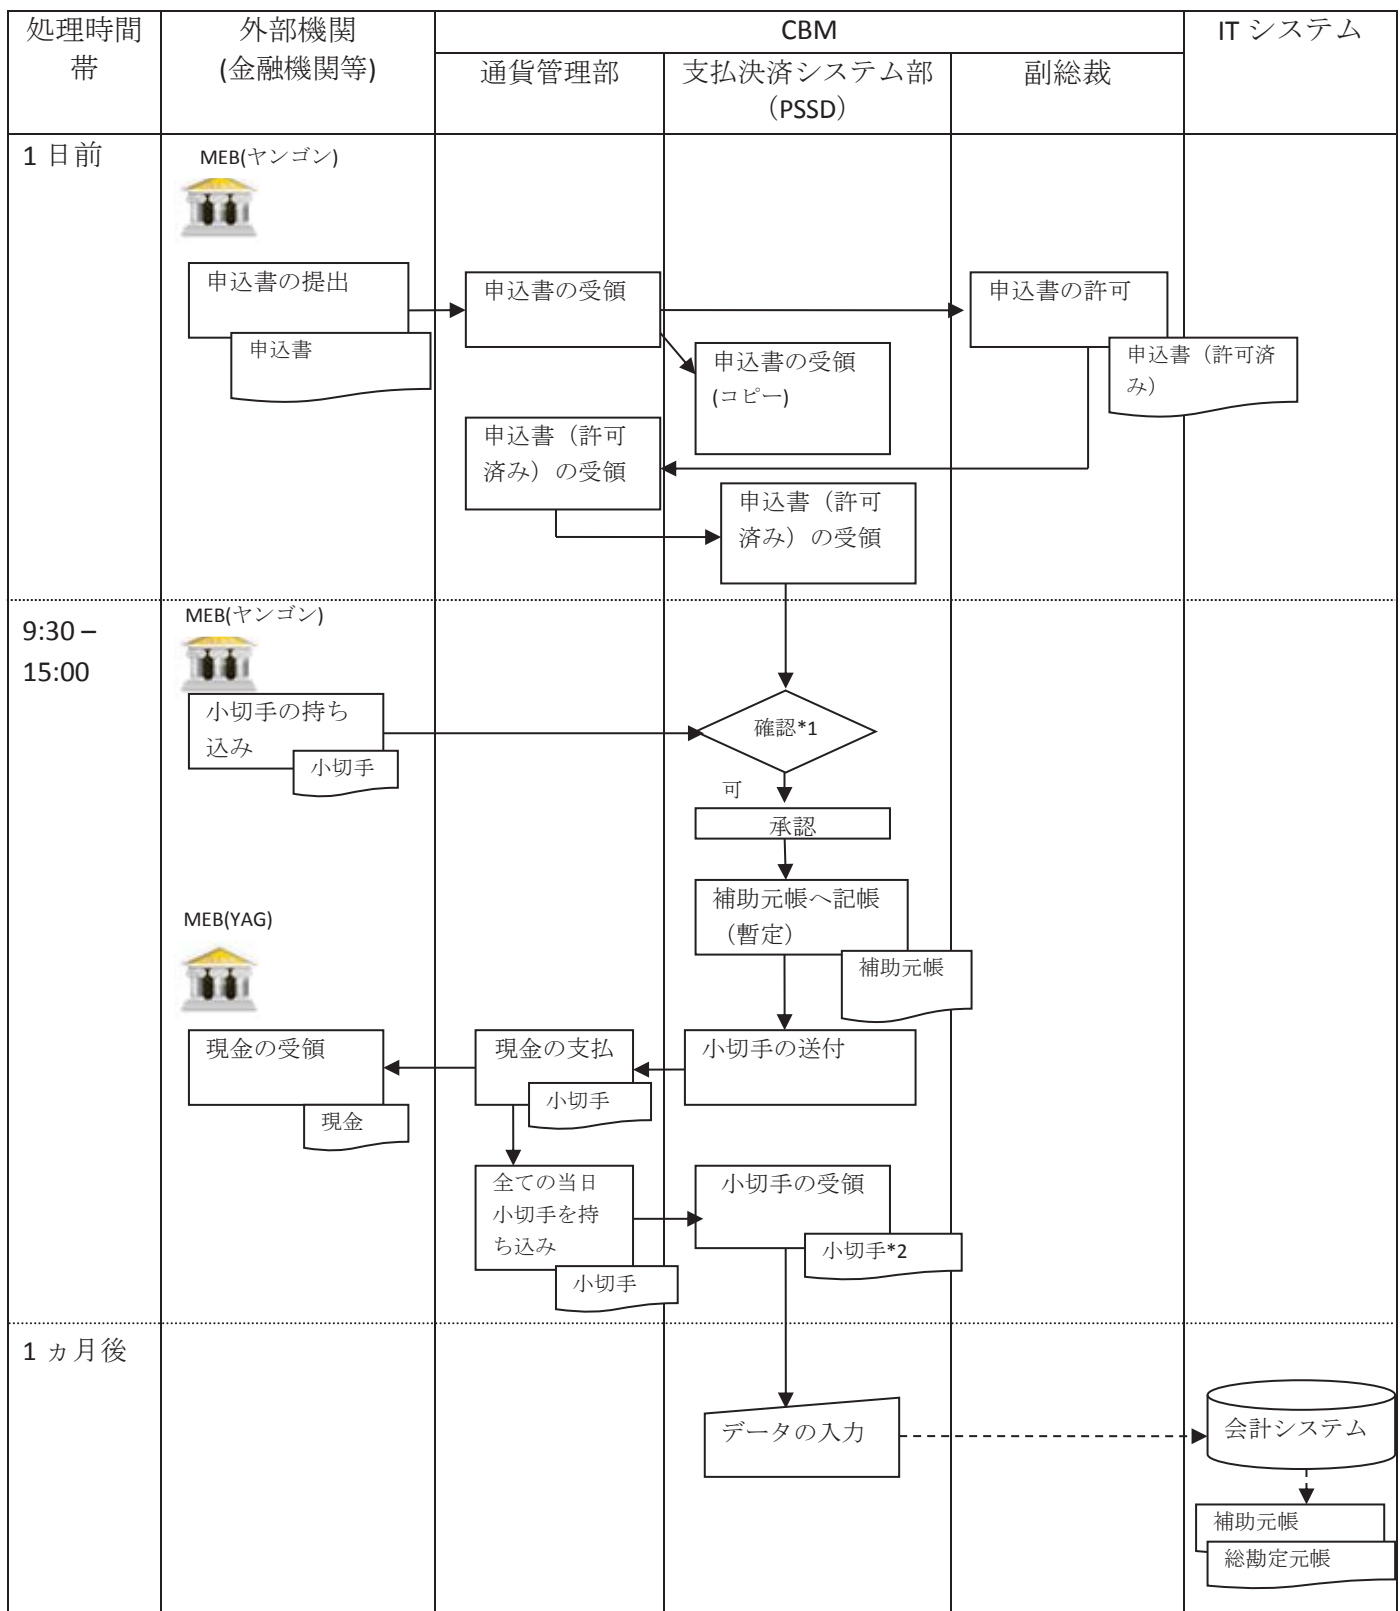 処理時間
帯
外部機関
(金融機関等)
CBM
IT システム
通貨管理部
支払決済システム部
（PSSD）
副総裁
1 日前
MEB(ヤンゴン)
申込書の提出
申込書
申込書の受領
申込書の受領
(コピー)
申込書の許可
申込書（許可済
み）
申込書（許可
済み）の受領
申込書（許可
済み）の受領
9:30 –
15:00
MEB(ヤンゴン)
小切手の持ち
込み
小切手
確認*1
可
承認
補助元帳へ記帳
（暫定）
補助元帳
MEB(YAG)
現金の受領
現金
現金の支払
小切手
小切手の送付
全ての当日
小切手を持
ち込み
小切手
小切手の受領
小切手*2
1 ヵ月後
データの入力
会計システム
補助元帳
総勘定元帳